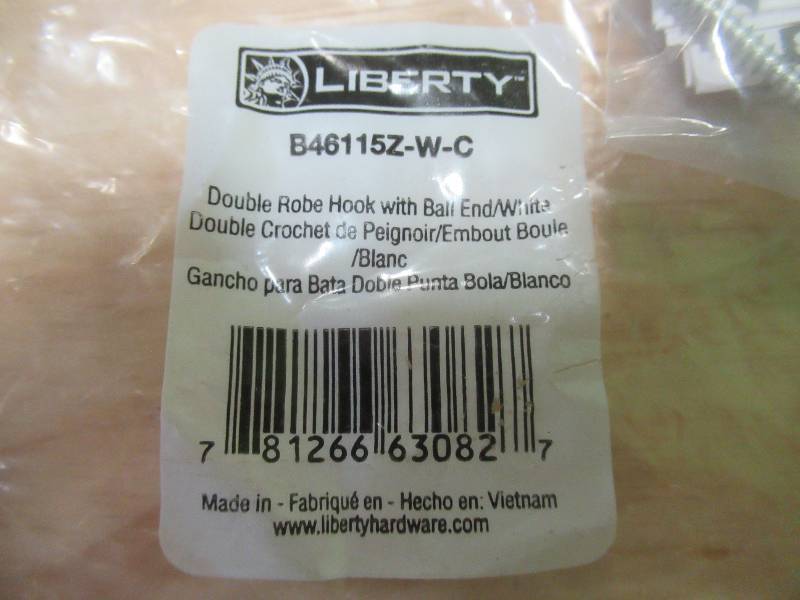 LIBERTY™
B46115Z-W-C
Double Robe Hook with Ball End/White
Double Crochet de Peignoir/Embout Boule
/Blanc
Gancho para Bata Doble Punta Bola/Blanco
7 81266 63082 7
Made in - Fabriqué en - Hecho en: Vietnam
www.libertyhardware.com